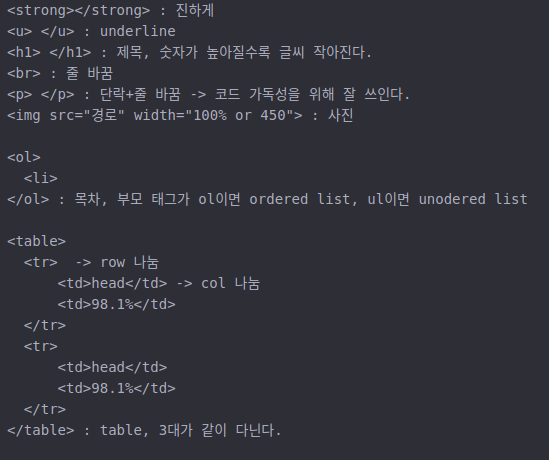 <strong></strong> : 진하게
<u> </u> : underline
<h1> </h1> : 제목, 숫자가 높아질수록 글씨 작아진다.
<br> : 줄 바꿈
<p> </p> : 단락+줄 바꿈 -> 코드 가독성을 위해 잘 쓰인다.
<img src="경로" width="100% or 450"> : 사진

<ol>
  <li>
</ol> : 목차, 부모 태그가 ol이면 ordered list, ul이면 unodered list

<table>
  <tr>  -> row 나눔
      <td>head</td> -> col 나눔
      <td>98.1%</td>
  </tr>
  <tr>
      <td>head</td>
      <td>98.1%</td>
  </tr>
</table> : table, 3대가 같이 다닌다.